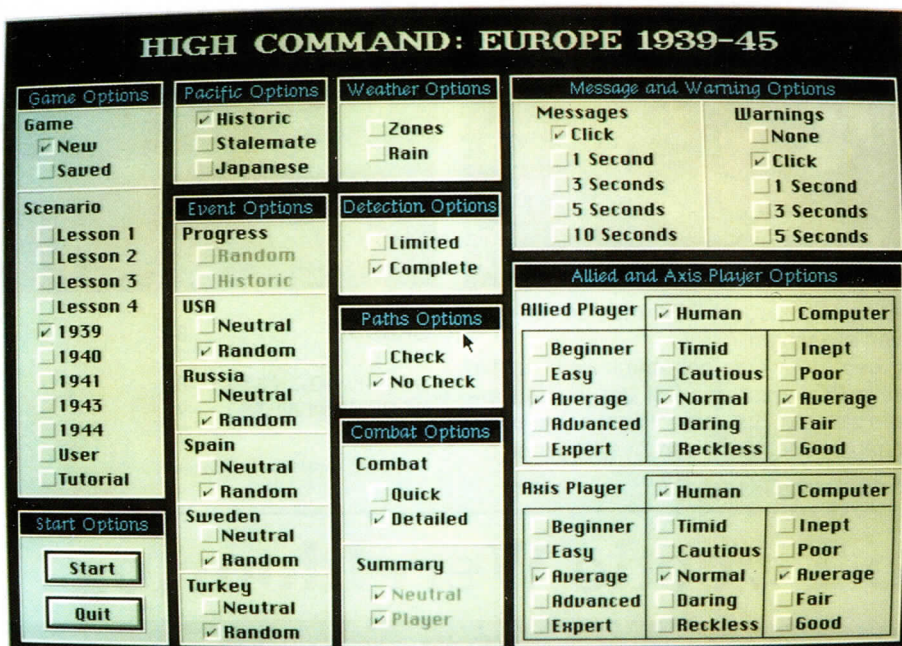 HIGH COMMAND: EUROPE 1939-45
Game Options
Game
New
Saved
Scenario
Lesson 1
Lesson 2
Lesson 3
Lesson 4
1939
1940
1941
1943
1944
User
Tutorial
Start Options
Start
Quit
Pacific Options
Historic
Stalemate
Japanese
Event Options
Progress
Random
Historic
USA
Neutral
Random
Russia
Neutral
Random
Spain
Neutral
Random
Sweden
Neutral
Random
Turkey
Neutral
Random
Weather Options
Zones
Rain
Detection Options
Limited
Complete
Paths Options
Check
No Check
Combat Options
Combat
Quick
Detailed
Summary
Neutral
Player
Message and Warning Options
Messages
Click
1 Second
3 Seconds
5 Seconds
10 Seconds
Warnings
None
Click
1 Second
3 Seconds
5 Seconds
Allied and Axis Player Options
Allied Player
Human
Computer
Beginner
Easy
Average
Advanced
Expert
Timid
Cautious
Normal
Daring
Reckless
Inept
Poor
Average
Fair
Good
Axis Player
Human
Computer
Beginner
Easy
Average
Advanced
Expert
Timid
Cautious
Normal
Daring
Reckless
Inept
Poor
Average
Fair
Good